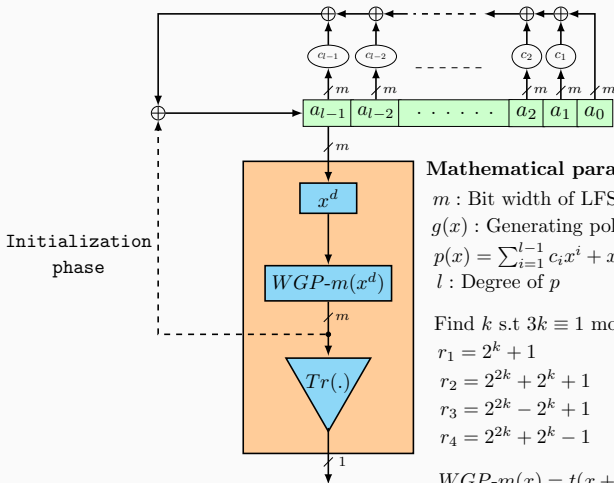 c_{l−1} c_{l−2} c_2 c_1
m m m m m
a_{l−1} a_{l−2} · · · · · · a_2 a_1 a_0
m
x^d
WGP-m(x^d)
m
Tr(.)
1
Initialization
phase
Mathematical para
m : Bit width of LFS
g(x) : Generating pol
p(x) = ∑_{i=1}^{l−1} c_i x^i + x
l : Degree of p
Find k s.t 3k ≡ 1 mo
r_1 = 2^k + 1
r_2 = 2^{2k} + 2^k + 1
r_3 = 2^{2k} − 2^k + 1
r_4 = 2^{2k} + 2^k − 1
WGP-m(x) = t(x +